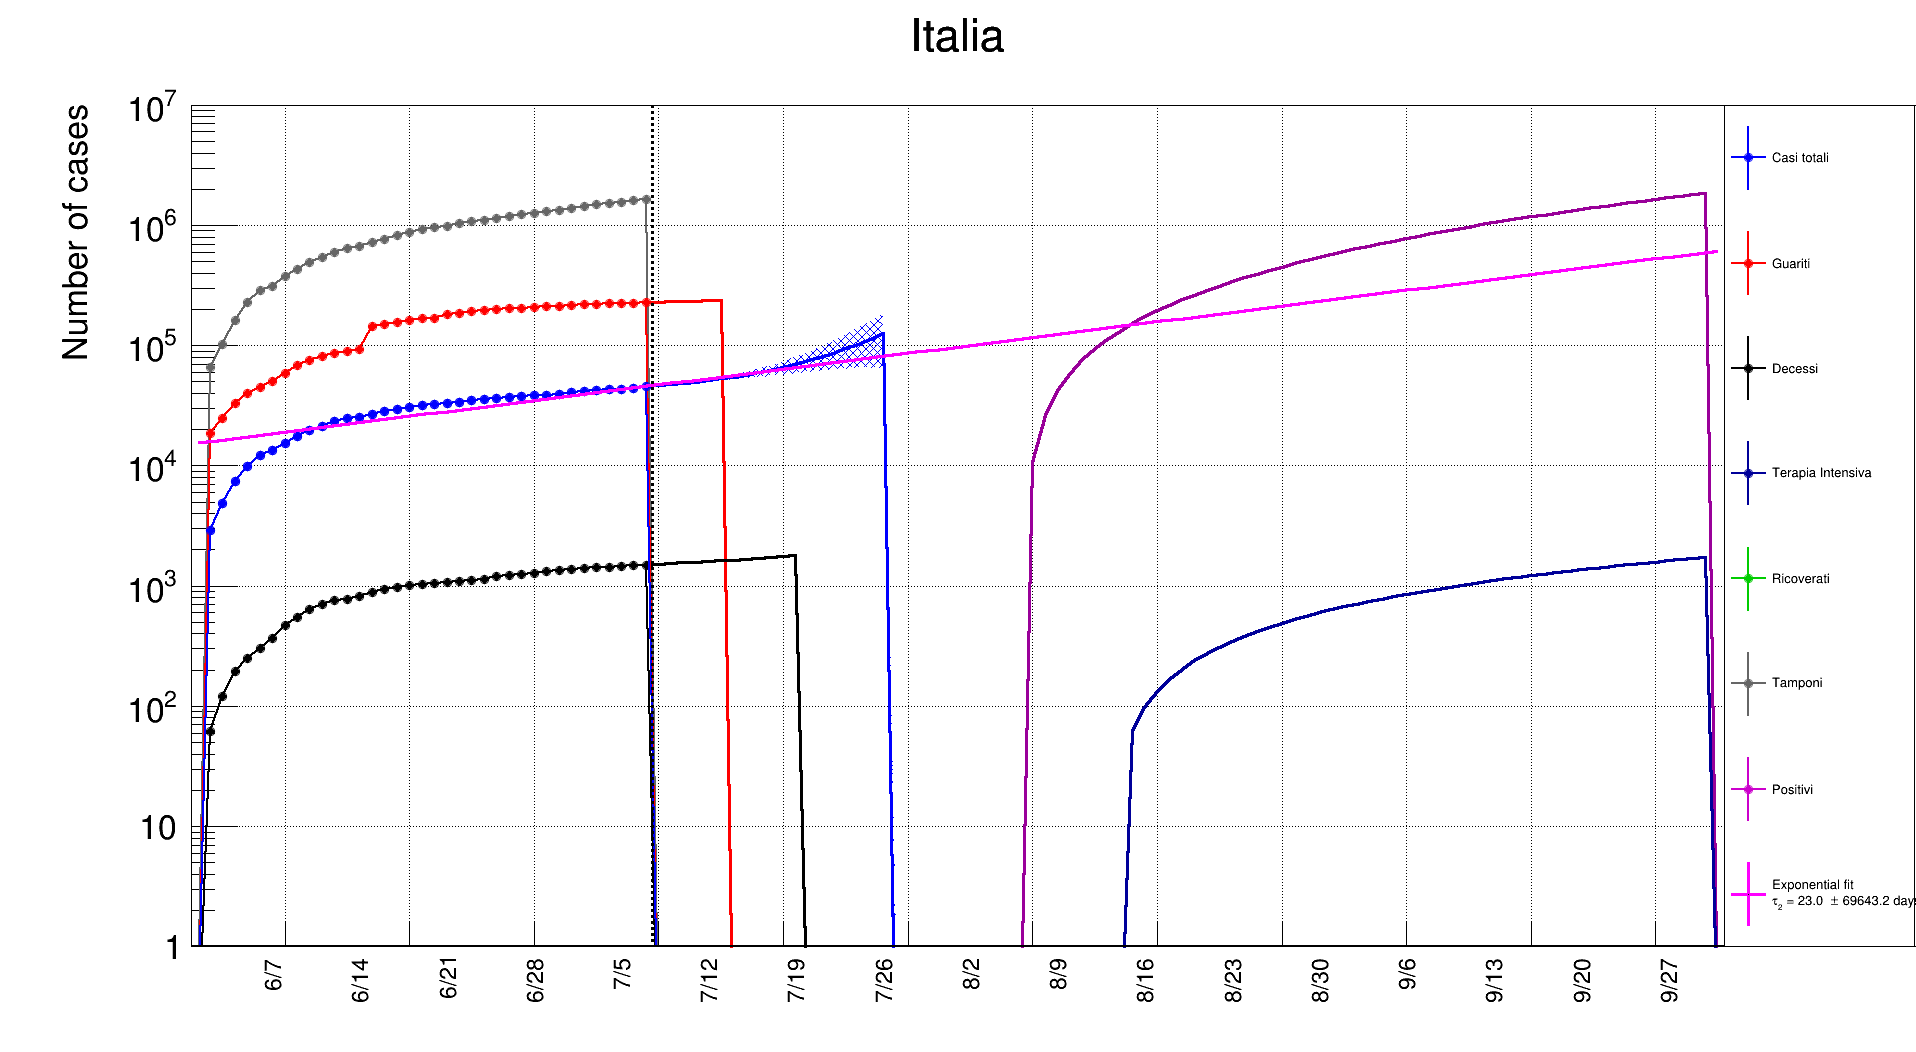 Italia
Number of cases
10^7
10^6
10^5
10^4
10^3
10^2
10
1
6/7
6/14
6/21
6/28
7/5
7/12
7/19
7/26
8/2
8/9
8/16
8/23
8/30
9/6
9/13
9/20
9/27
Casi totali
Guariti
Decessi
Terapia Intensiva
Ricoverati
Tamponi
Positivi
Exponential fit
τ_2 = 23.0 ± 69643.2 day